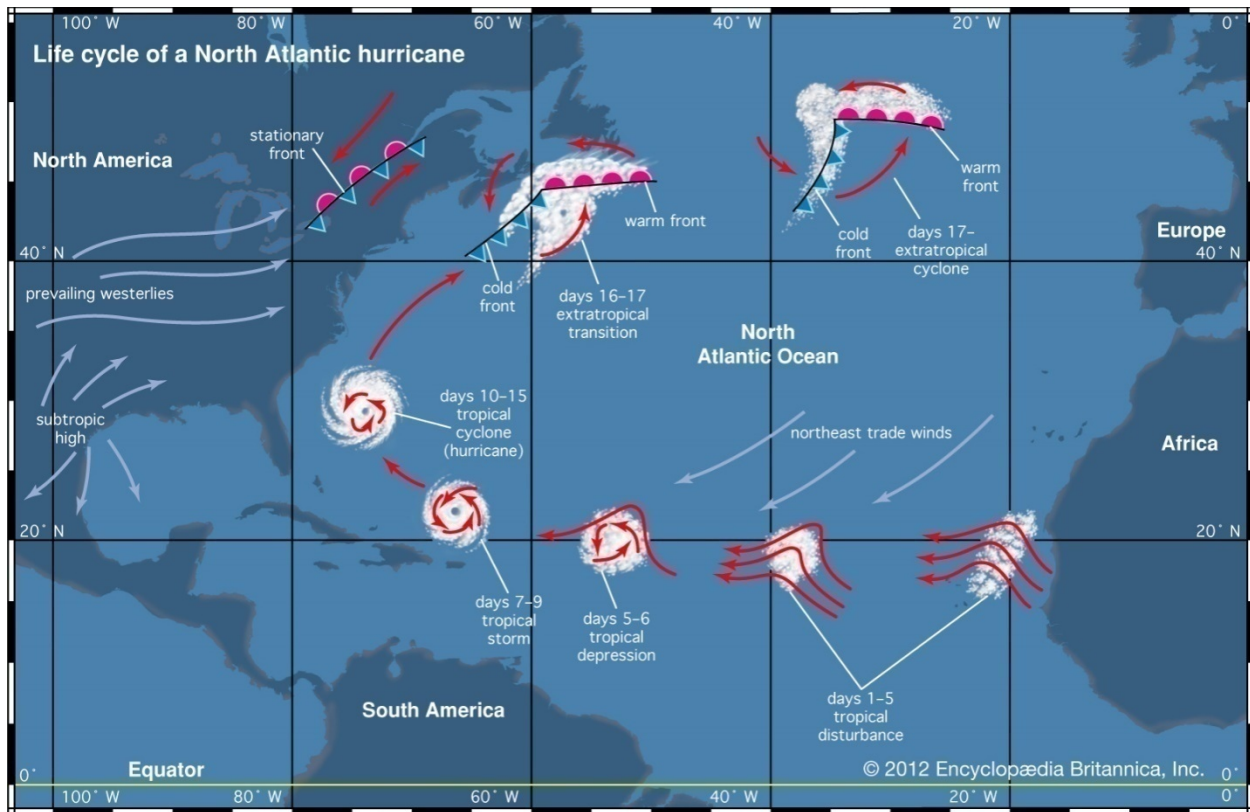 100° W
80° W
60° W
40° W
20° W
0°
Life cycle of a North Atlantic hurricane
stationary
front
North America
warm front
warm
front
cold
front
days 17–
extratropical
cyclone
Europe
40° N
40° N
prevailing westerlies
cold
front
days 16–17
extratropical
transition
North
Atlantic Ocean
days 10–15
tropical
cyclone
(hurricane)
subtropic
high
northeast trade winds
Africa
20° N
20° N
days 7–9
tropical
storm
days 5–6
tropical
depression
days 1–5
tropical
disturbance
South America
Equator
© 2012 Encyclopædia Britannica, Inc.
0°
0°
100° W
80° W
60° W
40° W
20° W
0°